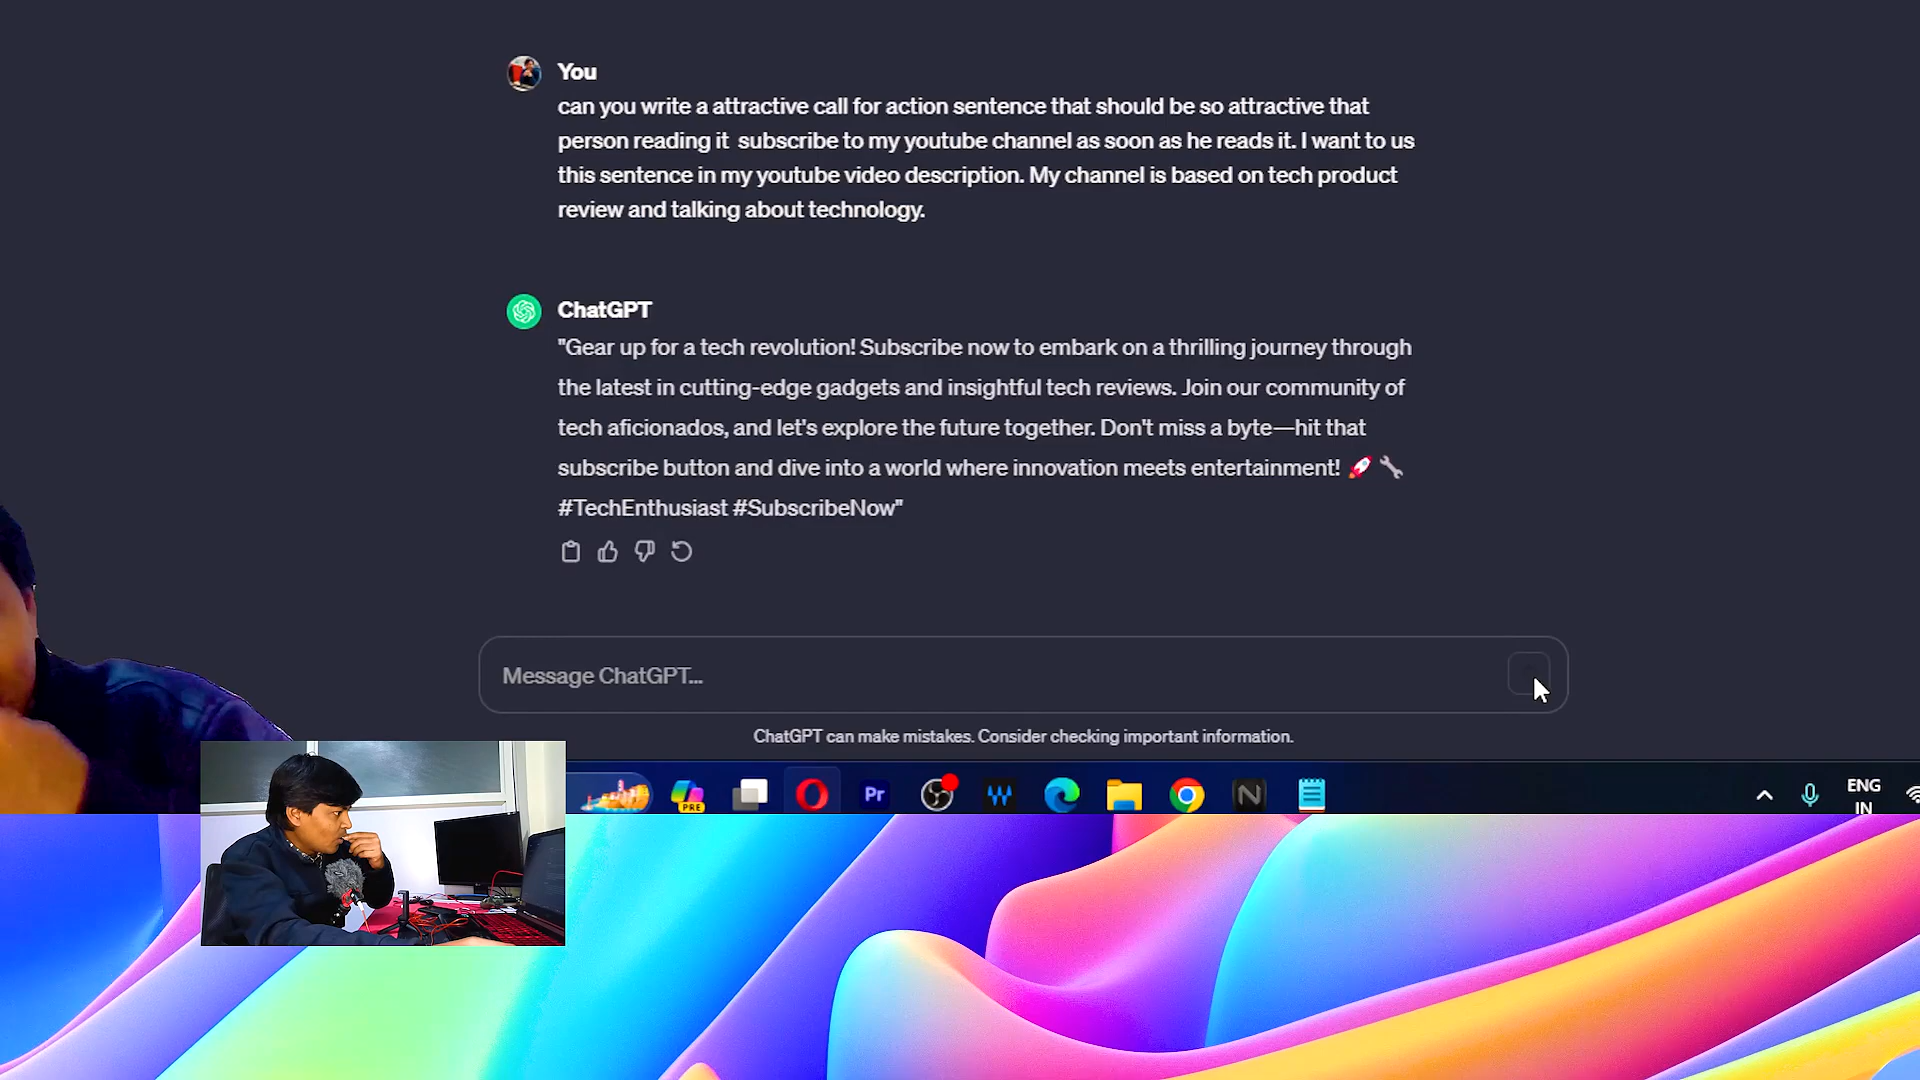 You
can you write a attractive call for action sentence that should be so attractive that
person reading it  subscribe to my youtube channel as soon as he reads it. I want to us
this sentence in my youtube video description. My channel is based on tech product
review and talking about technology.
ChatGPT
"Gear up for a tech revolution! Subscribe now to embark on a thrilling journey through
the latest in cutting-edge gadgets and insightful tech reviews. Join our community of
tech aficionados, and let's explore the future together. Don't miss a byte—hit that
subscribe button and dive into a world where innovation meets entertainment! 🚀 🔧
#TechEnthusiast #SubscribeNow"
Message ChatGPT...
ChatGPT can make mistakes. Consider checking important information.
PRE
Pr
N
ENG
IN